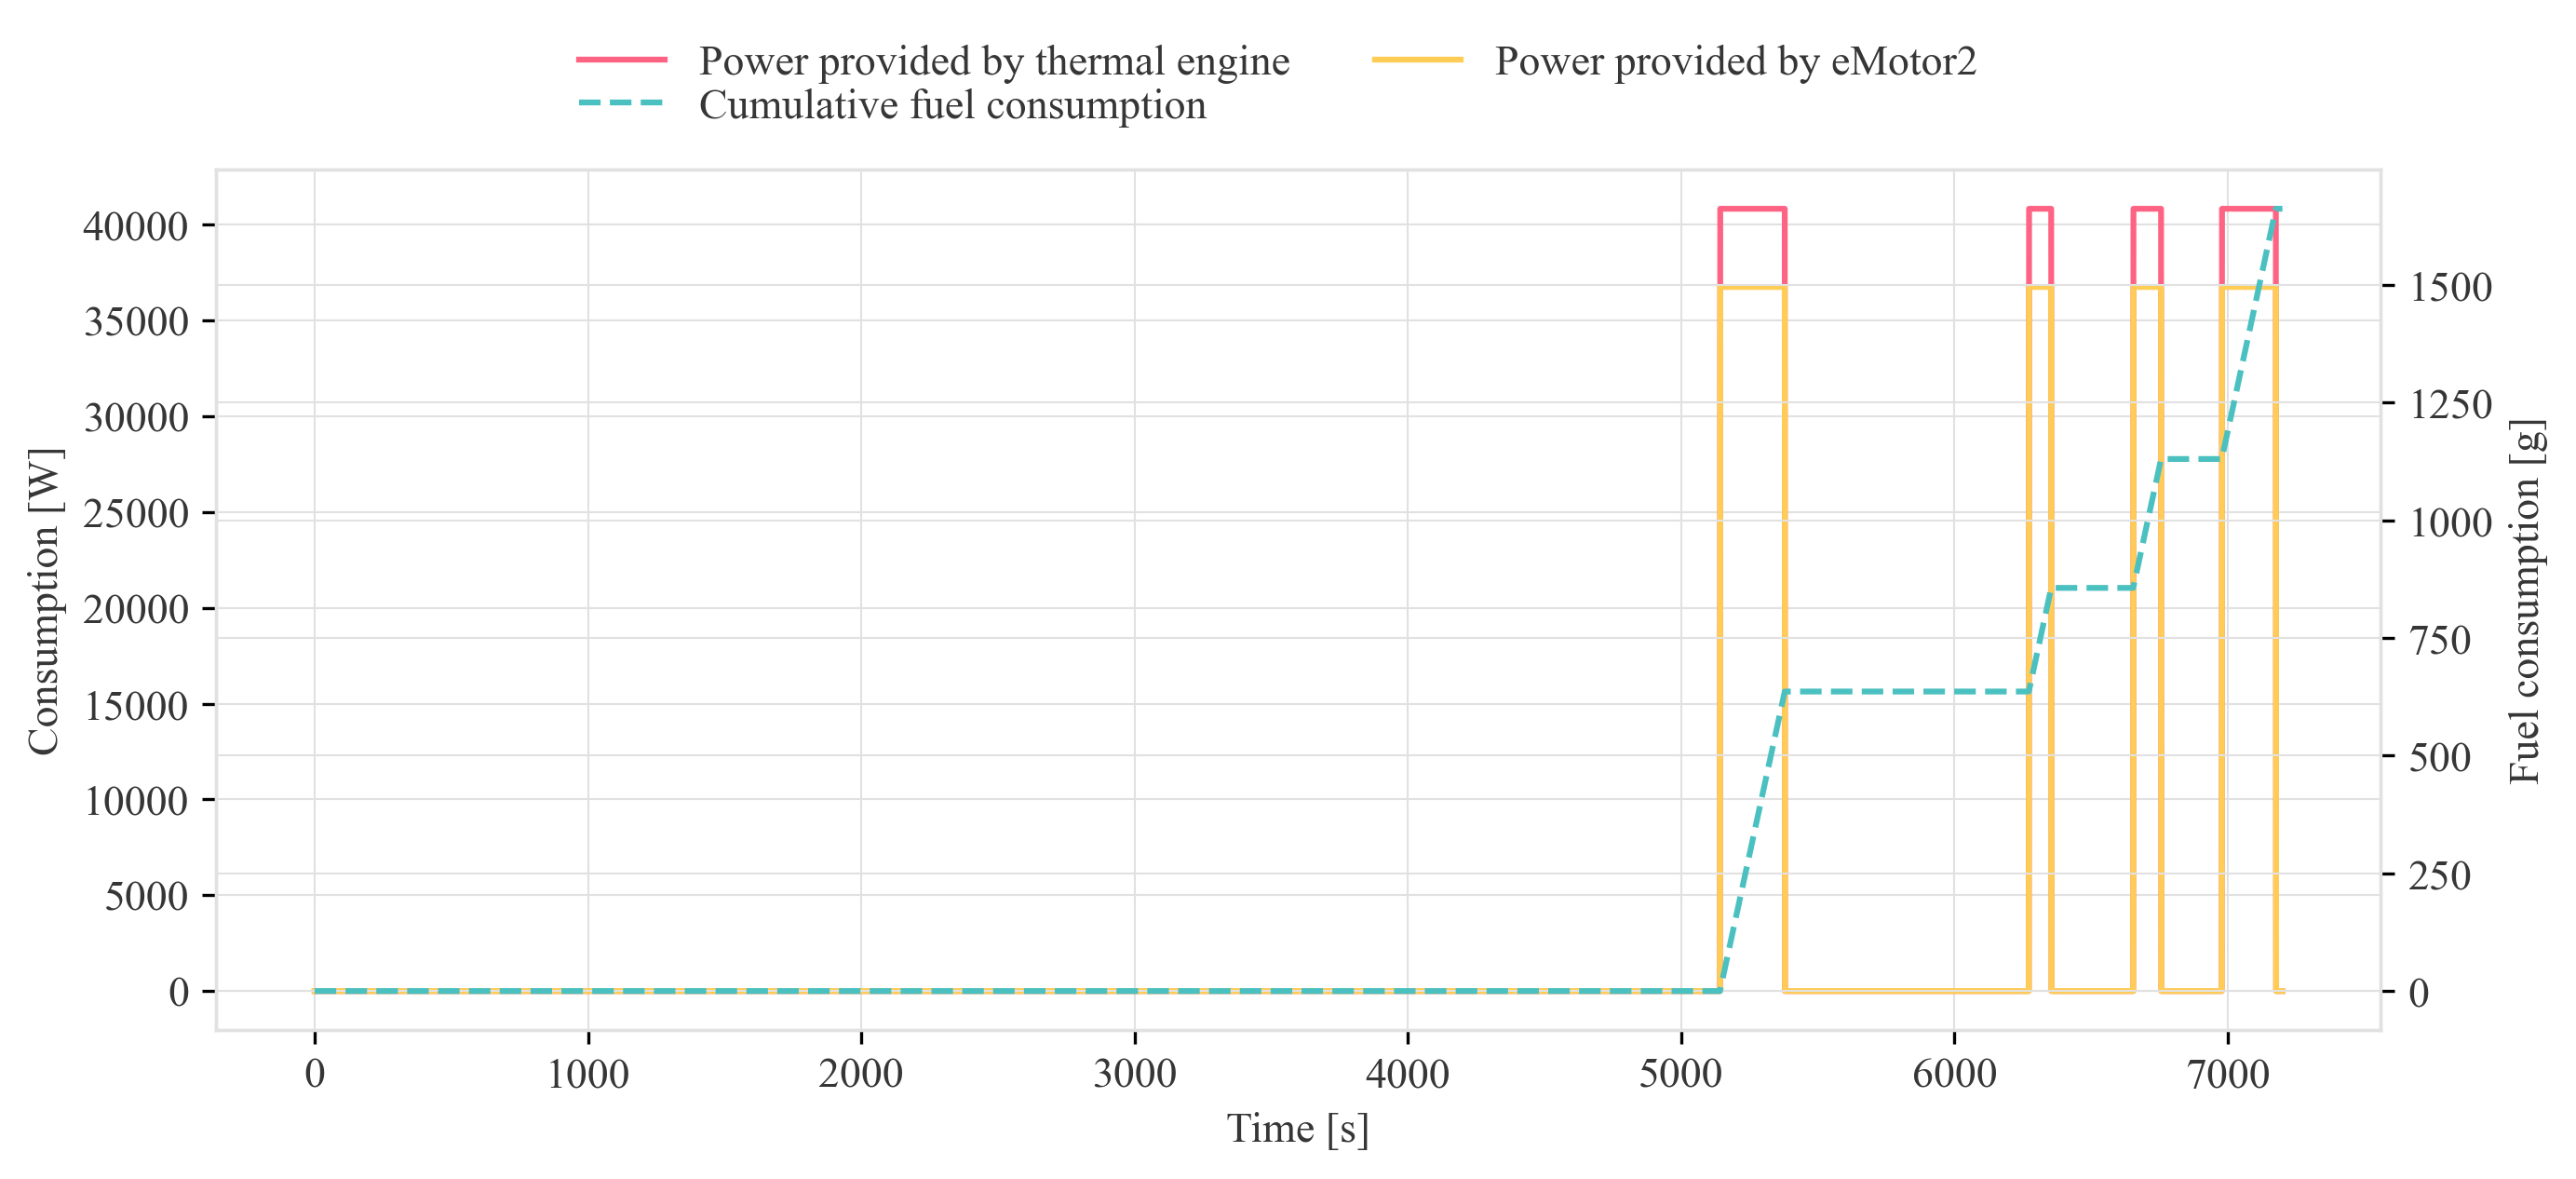 Power provided by thermal engine
Power provided by eMotor2
Cumulative fuel consumption
40000
35000
30000
25000
20000
15000
10000
5000
0
Consumption [W]
1500
1250
1000
750
500
250
0
Fuel consumption [g]
0 1000 2000 3000 4000 5000 6000 7000
Time [s]